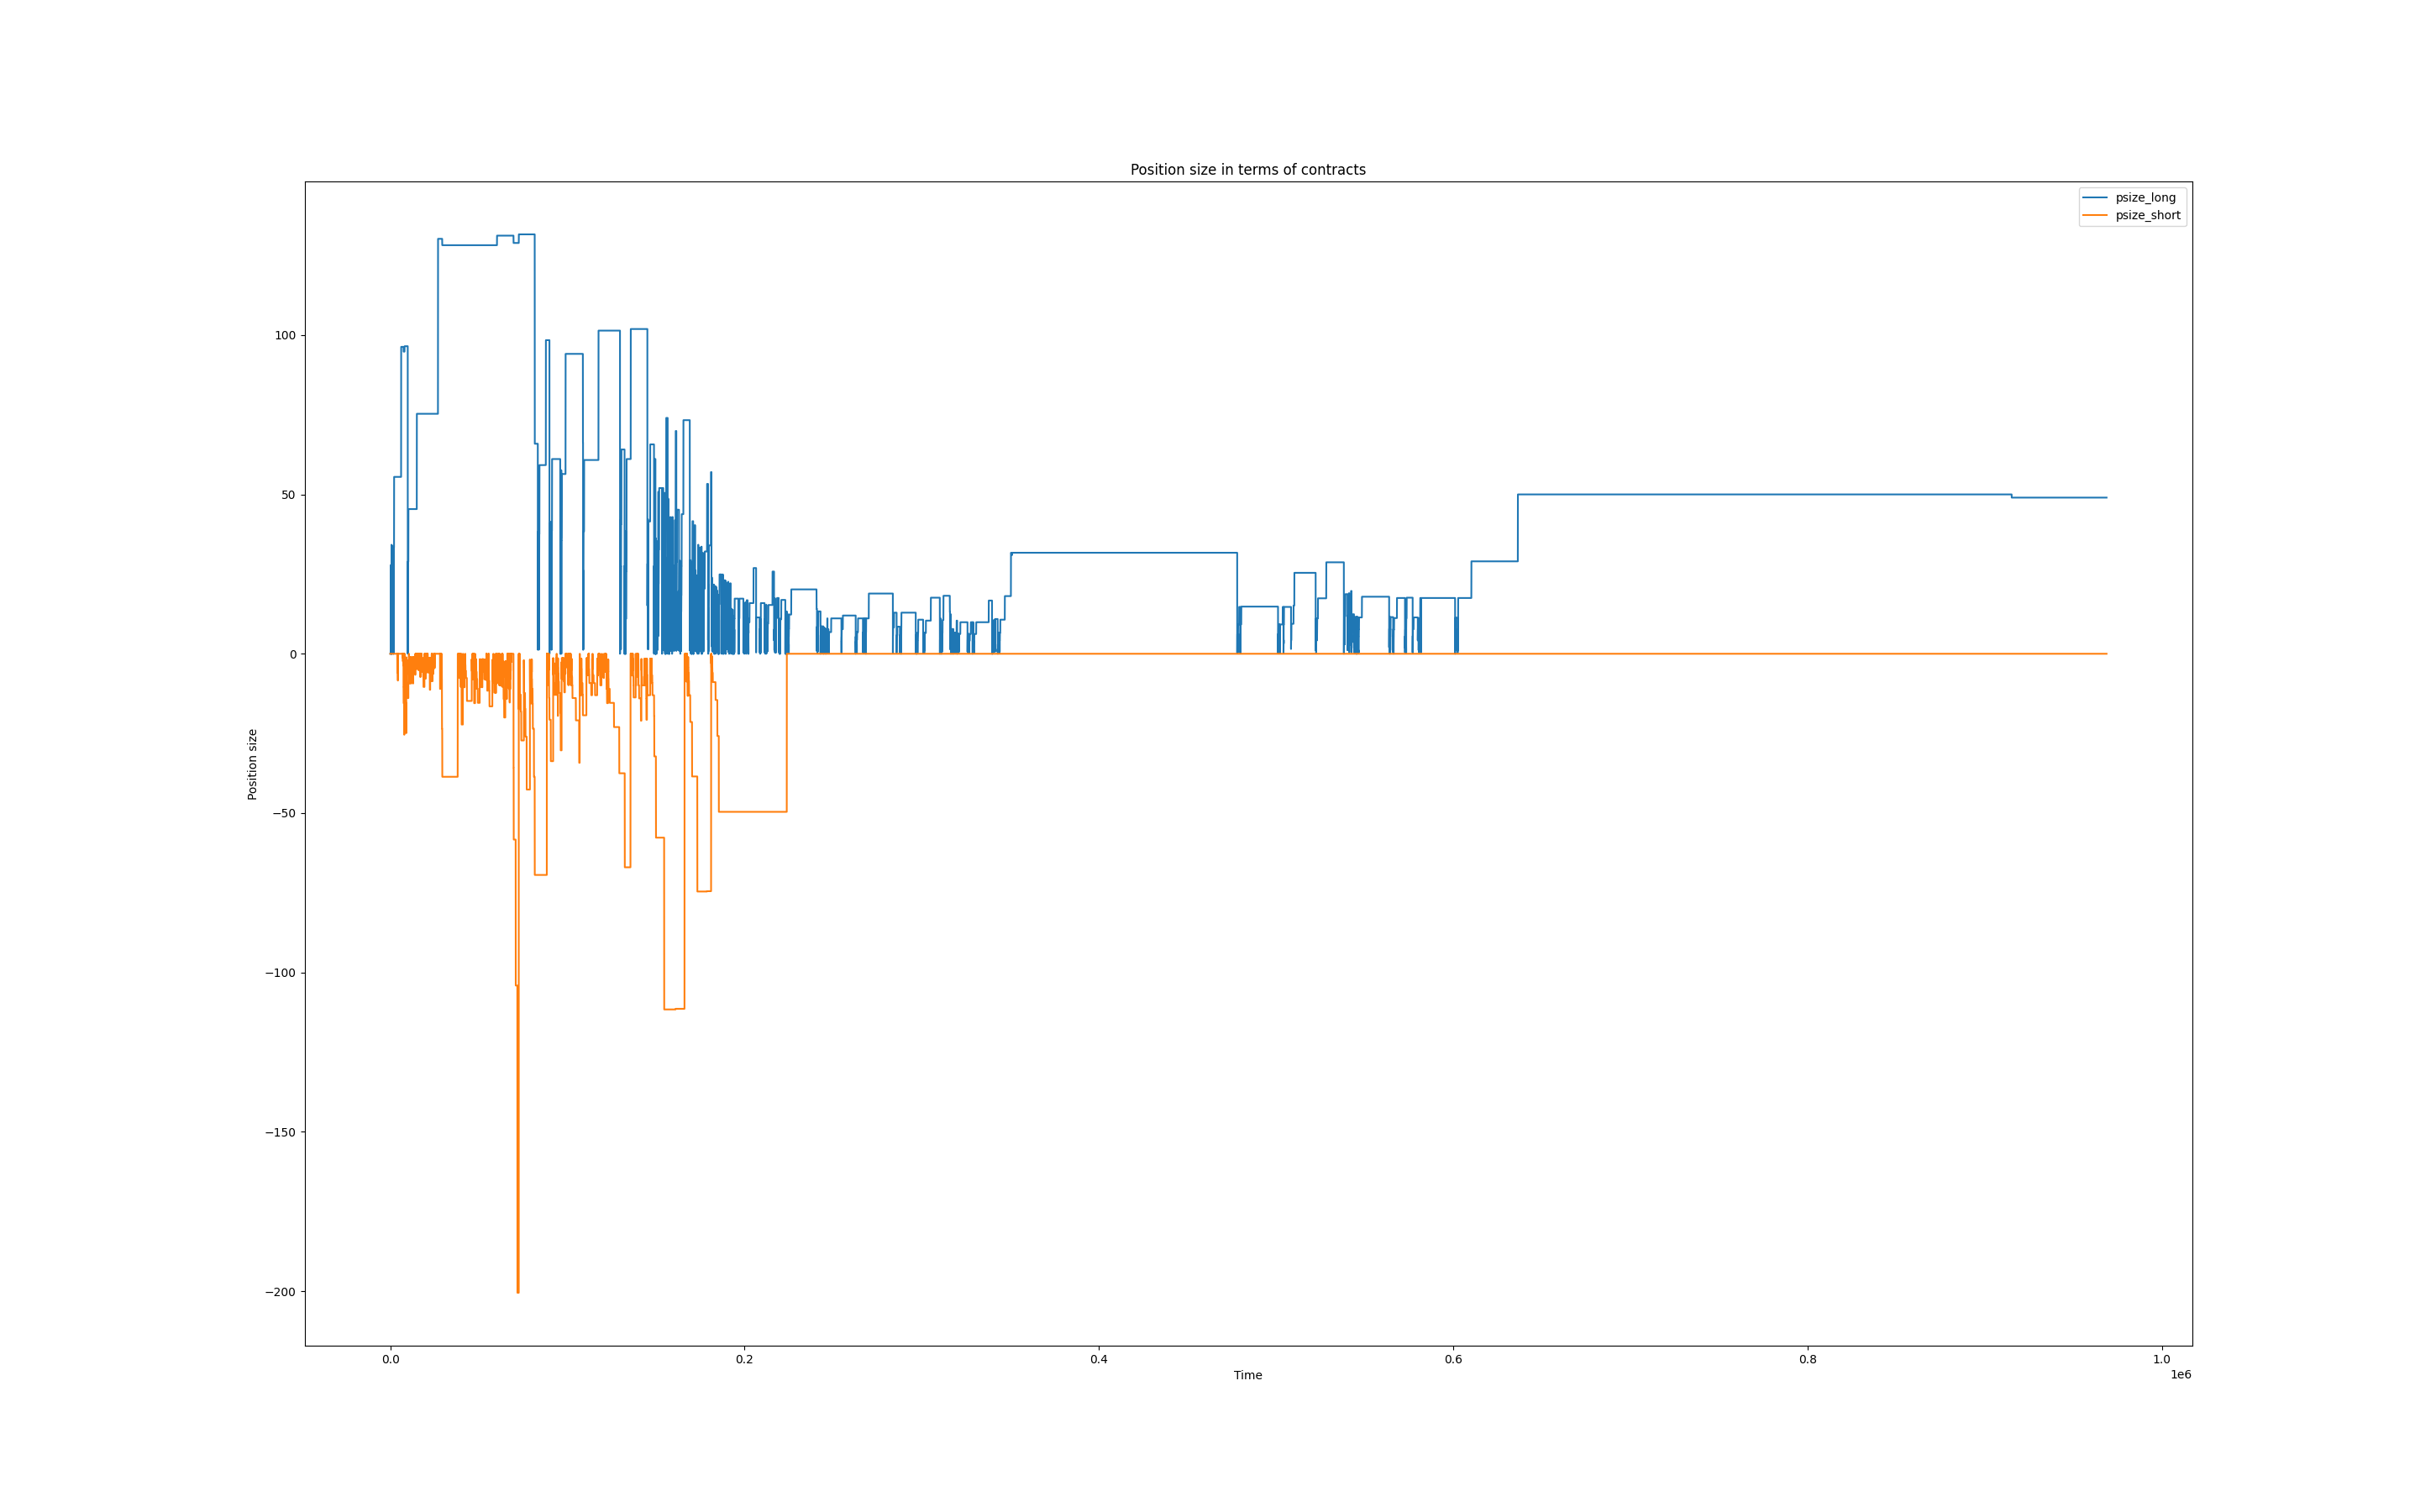 Position size in terms of contracts
psize_long
psize_short
100
50
0
−50
−100
−150
−200
Position size
0.0 0.2 0.4 0.6 0.8 1.0
1e6
Time